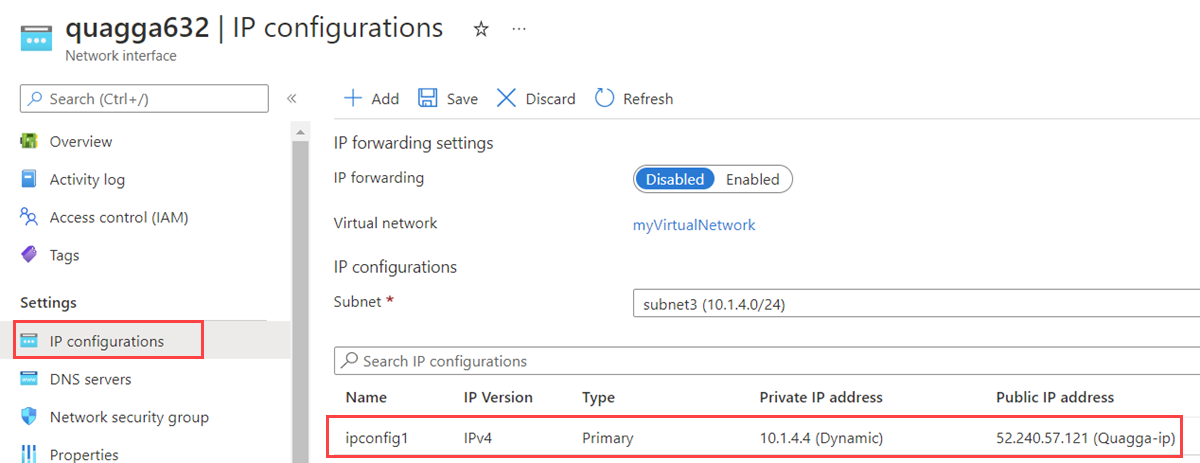 quagga632 | IP configurations
Network interface
Search (Ctrl+/)
Overview
Activity log
Access control (IAM)
Tags
Settings
IP configurations
DNS servers
Network security group
Properties
Add Save Discard Refresh
IP forwarding settings
IP forwarding Disabled Enabled
Virtual network myVirtualNetwork
IP configurations
Subnet * subnet3 (10.1.4.0/24)
Search IP configurations
Name IP Version Type Private IP address Public IP address
ipconfig1 IPv4 Primary 10.1.4.4 (Dynamic) 52.240.57.121 (Quagga-ip)